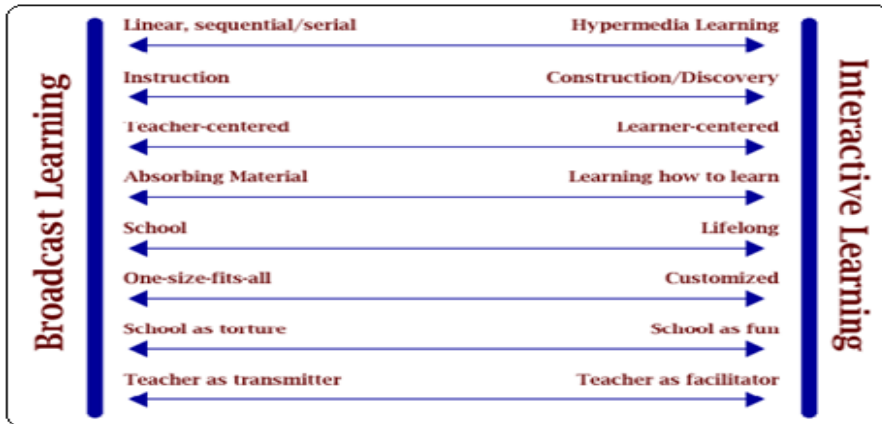 Broadcast Learning
Linear, sequential/serial Hypermedia Learning
Instruction Construction/Discovery
Teacher-centered Learner-centered
Absorbing Material Learning how to learn
School Lifelong
One-size-fits-all Customized
School as torture School as fun
Teacher as transmitter Teacher as facilitator
Interactive Learning